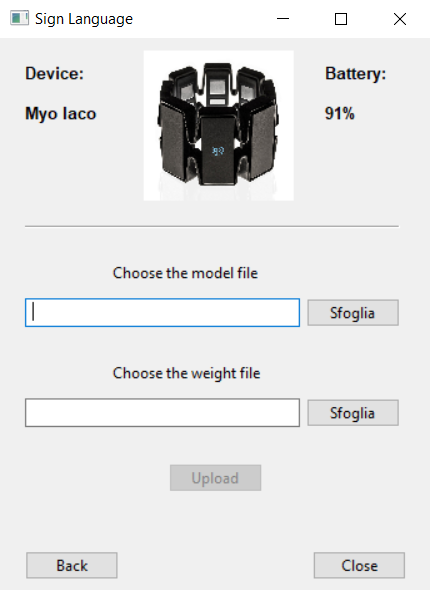 Sign Language
Device:
Battery:
Myo Iaco
91%
Choose the model file
Sfoglia
Choose the weight file
Sfoglia
Upload
Back
Close